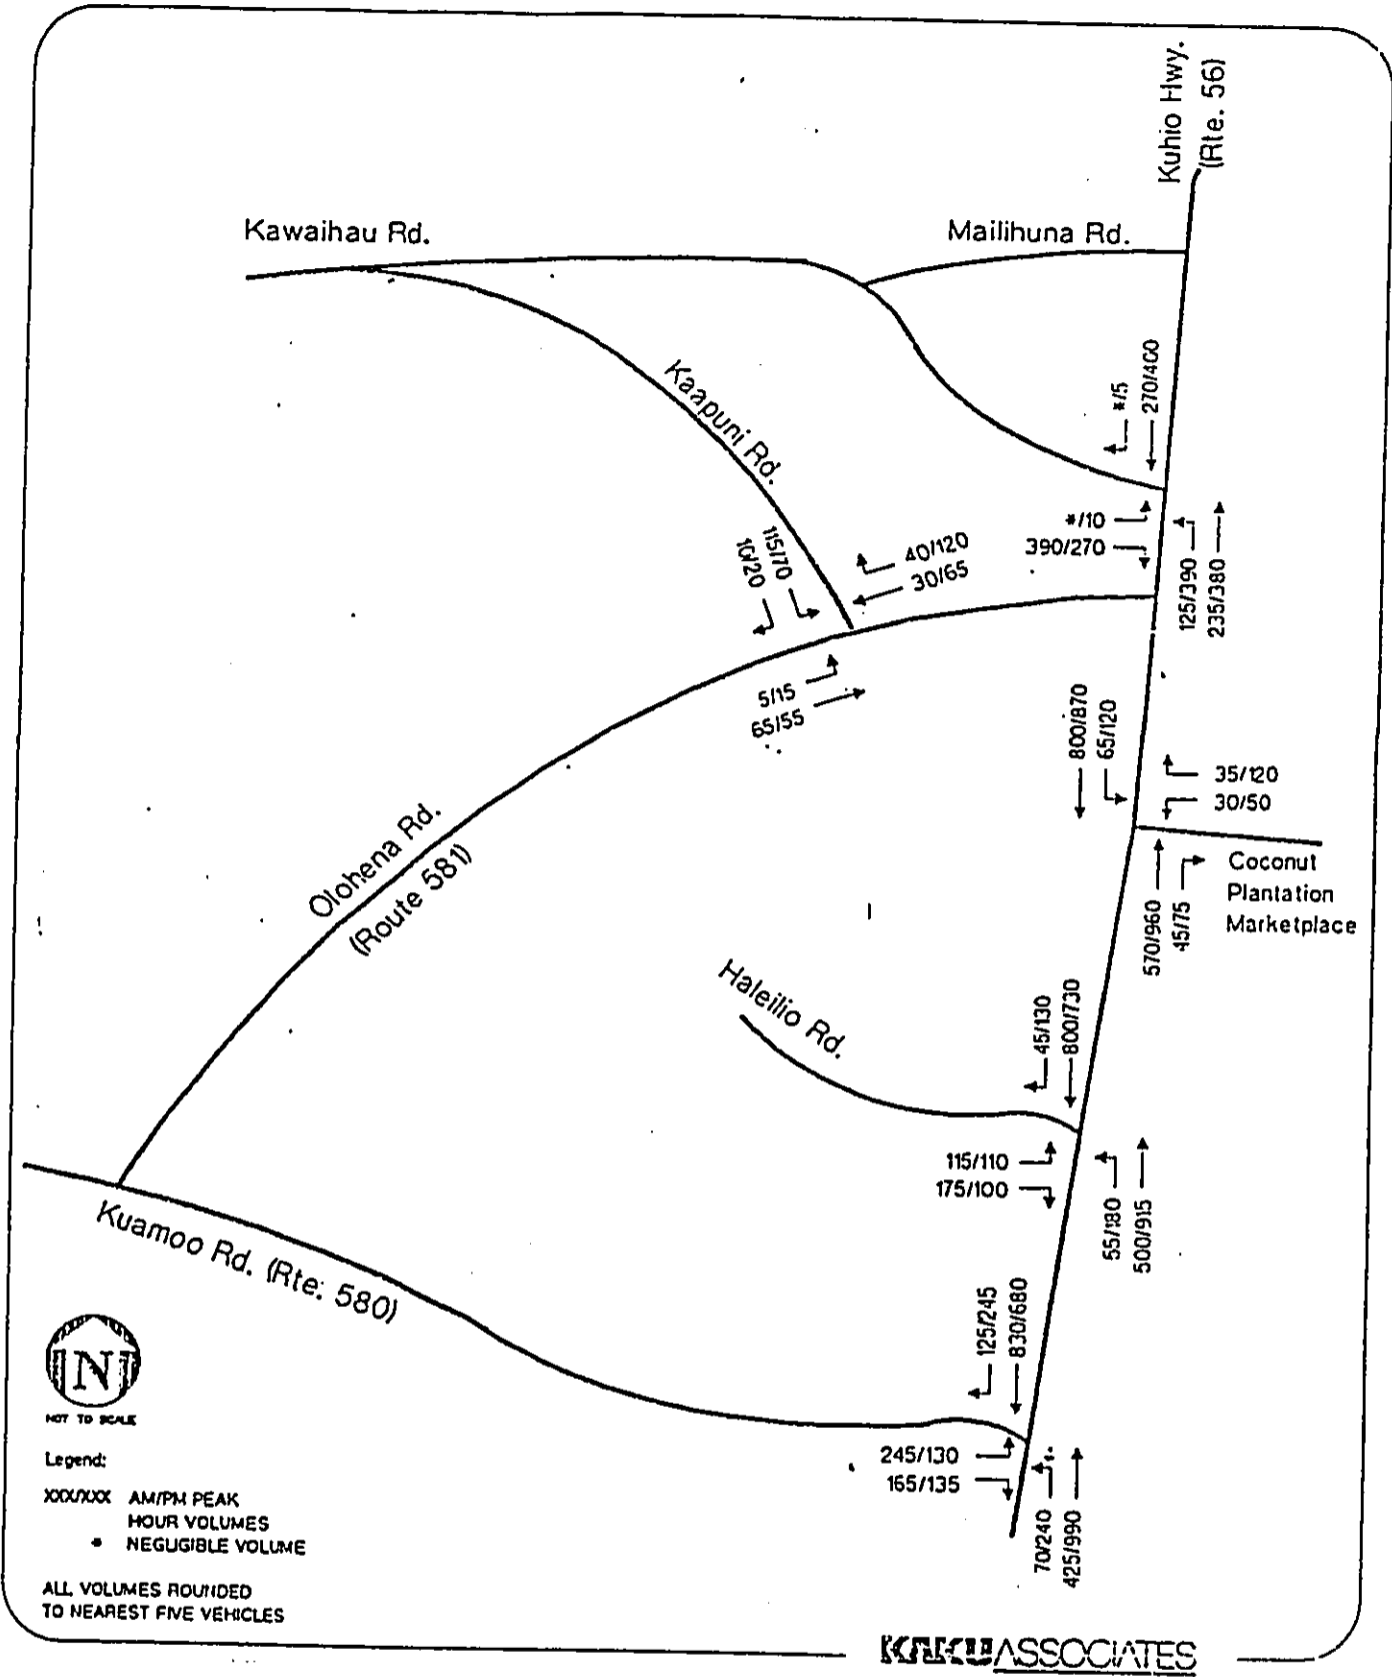 Kuhio Hwy.
(Rte. 56)
Kawaihau Rd.
Mailihuna Rd.
Kaapuni Rd.
*/5
270/400
*/10
390/270
125/390
235/380
115/70
10/20
40/120
30/65
5/15
65/55
800/870
65/120
35/120
30/50
Olohena Rd.
(Route 581)
570/960
45/75
Coconut
Plantation
Marketplace
Haleilio Rd.
45/130
800/730
115/110
175/100
55/180
500/915
Kuamoo Rd. (Rte: 580)
125/245
830/680
245/130
165/135
70/240
425/990
N
NOT TO SCALE
Legend:
XXX/XXX AM/PM PEAK
HOUR VOLUMES
* NEGLIGIBLE VOLUME
ALL VOLUMES ROUNDED
TO NEAREST FIVE VEHICLES
KAKU ASSOCIATES